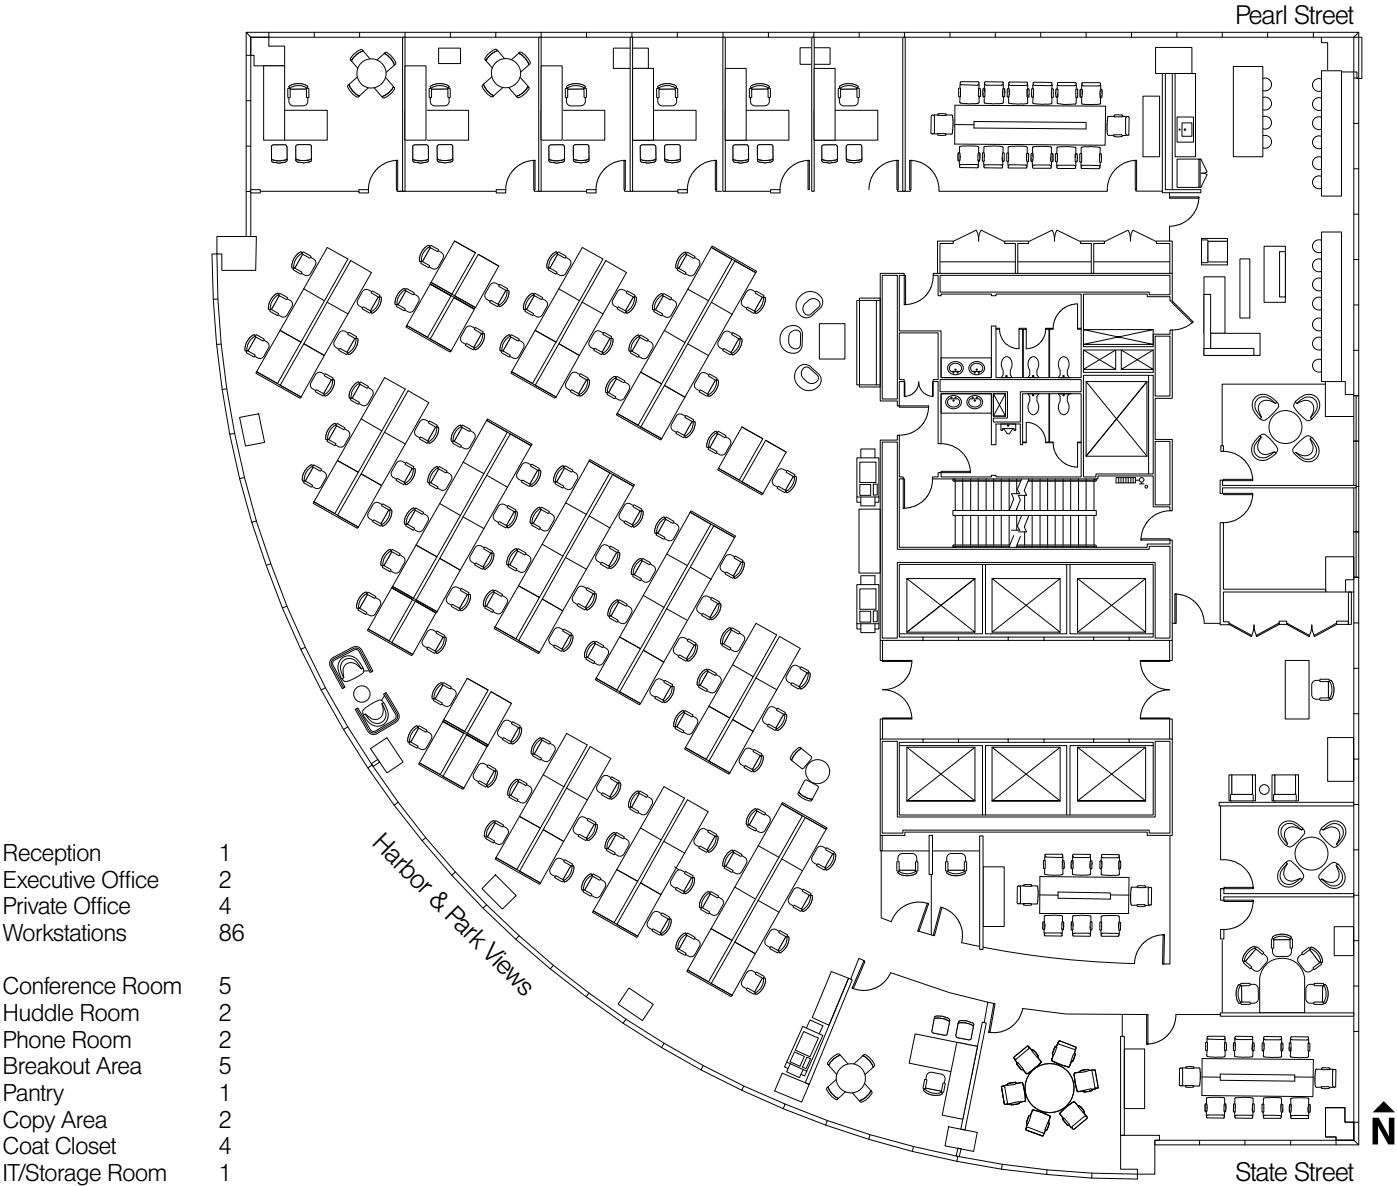 Pearl Street
Harbor & Park Views
Reception 1
Executive Office 2
Private Office 4
Workstations 86
Conference Room 5
Huddle Room 2
Phone Room 2
Breakout Area 5
Pantry 1
Copy Area 2
Coat Closet 4
IT/Storage Room 1
N
State Street